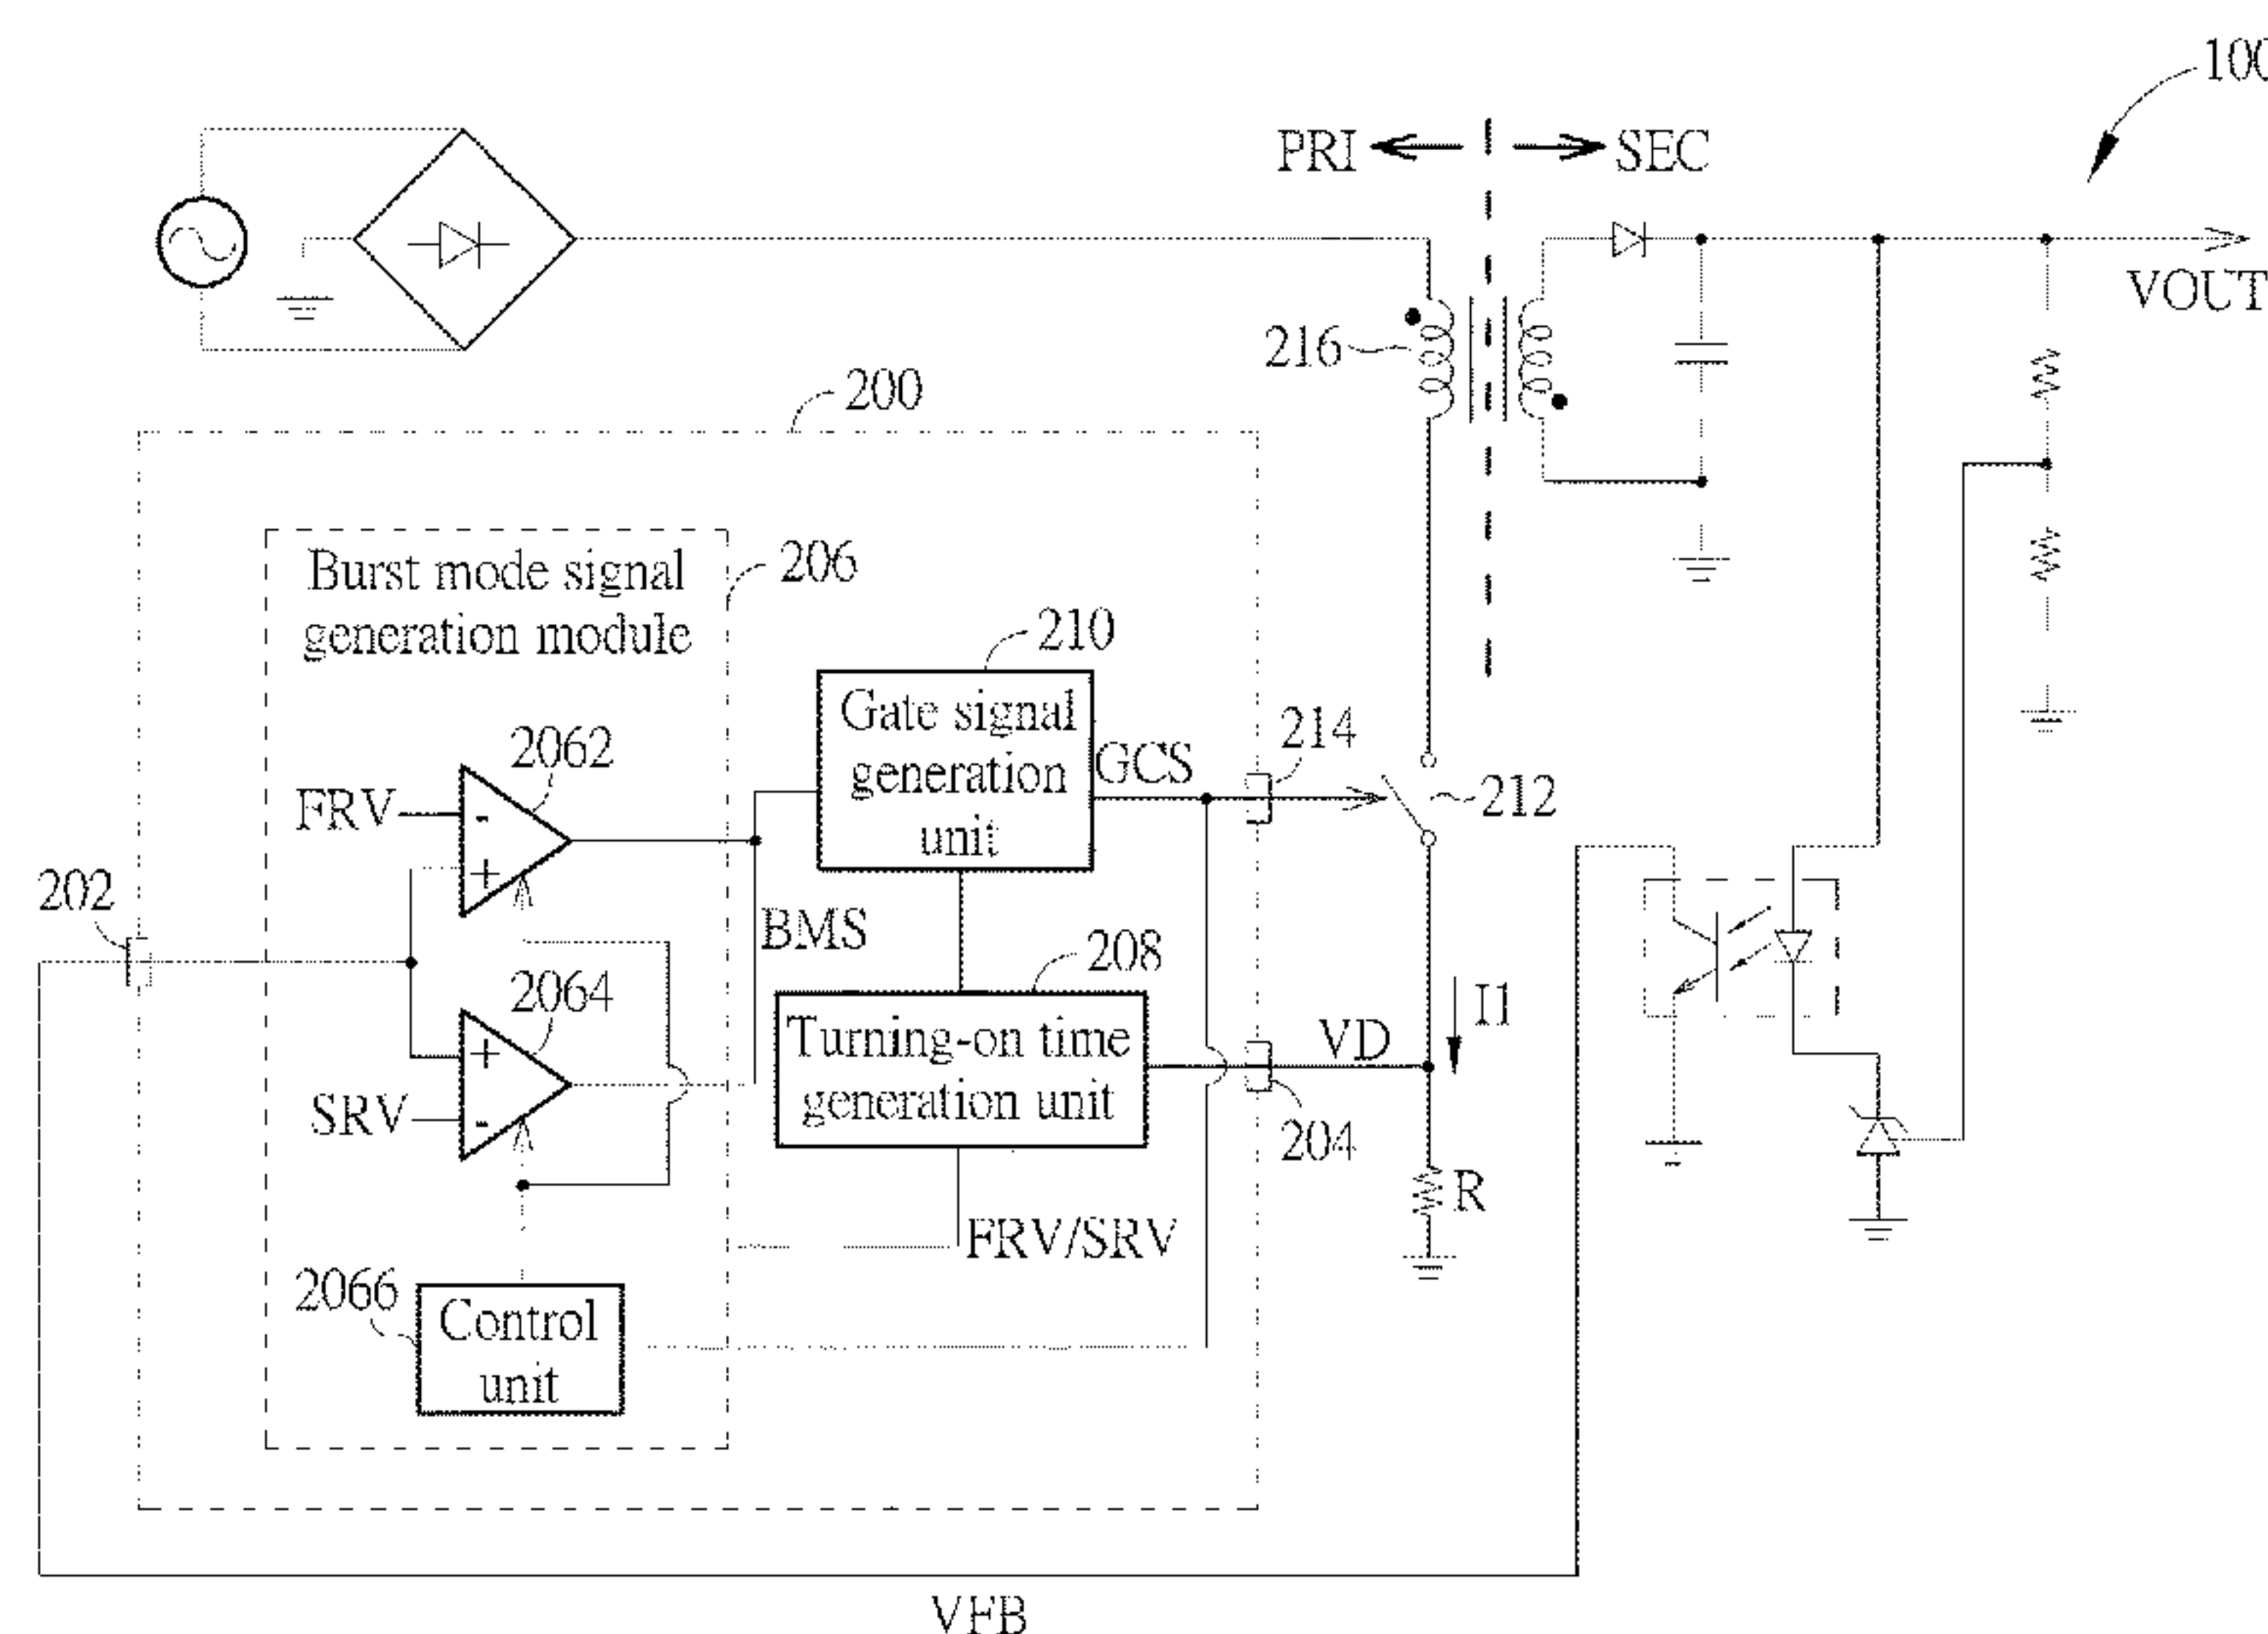 100
PRI
SEC
VOUT
216
200
Burst mode signal
generation module
206
210
Gate signal
generation
unit
GCS
214
212
2062
FRV
-
+
202
BMS
208
2064
+
SRV
-
Turning-on time
generation unit
VD
I1
204
R
FRV/SRV
2066
Control
unit
VFB